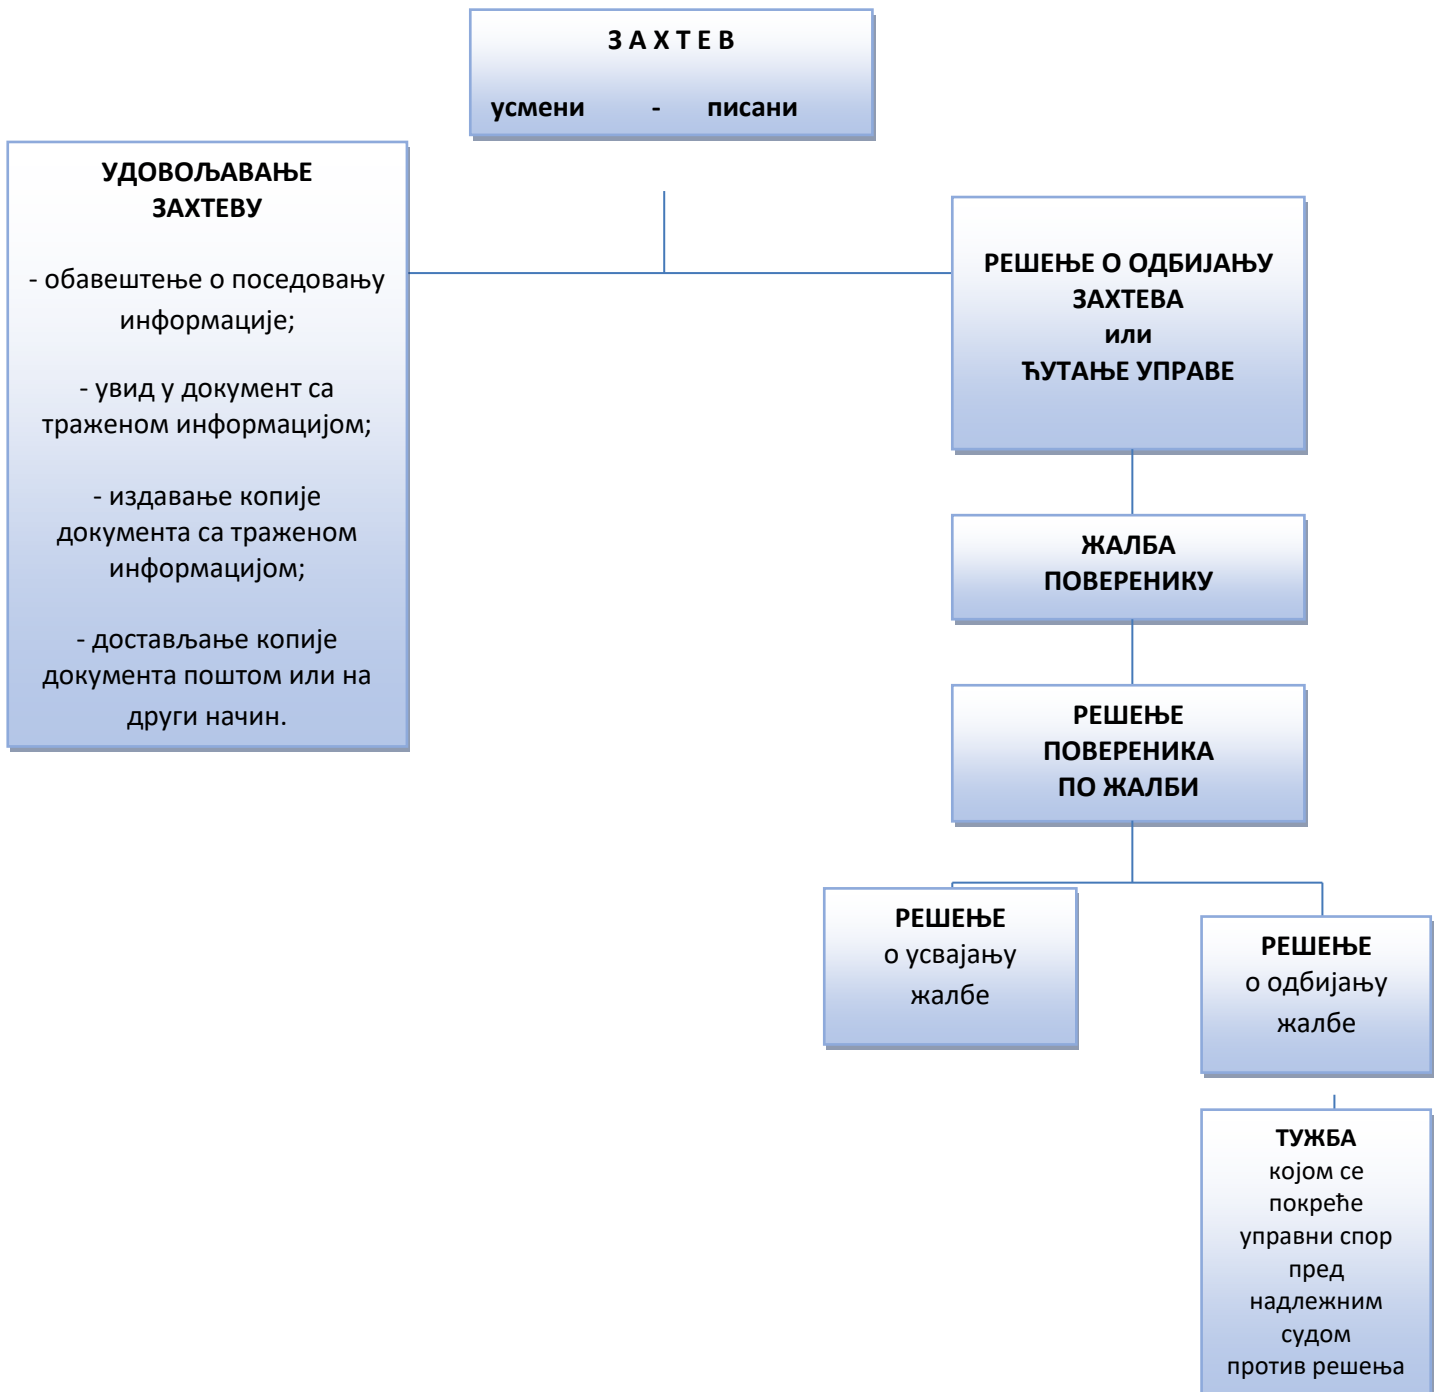 З А Х Т Е В
усмени - писани
УДОВОЉАВАЊЕ
ЗАХТЕВУ
- обавештење о поседовању
информације;
- увид у документ са
траженом информацијом;
- издавање копије
документа са траженом
информацијом;
- достављање копије
документа поштом или на
други начин.
РЕШЕЊЕ О ОДБИЈАЊУ
ЗАХТЕВА
или
ЋУТАЊЕ УПРАВЕ
ЖАЛБА
ПОВЕРЕНИКУ
РЕШЕЊЕ
ПОВЕРЕНИКА
ПО ЖАЛБИ
РЕШЕЊЕ
о усвајању
жалбе
РЕШЕЊЕ
о одбијању
жалбе
ТУЖБА
којом се
покреће
управни спор
пред
надлежним
судом
против решења